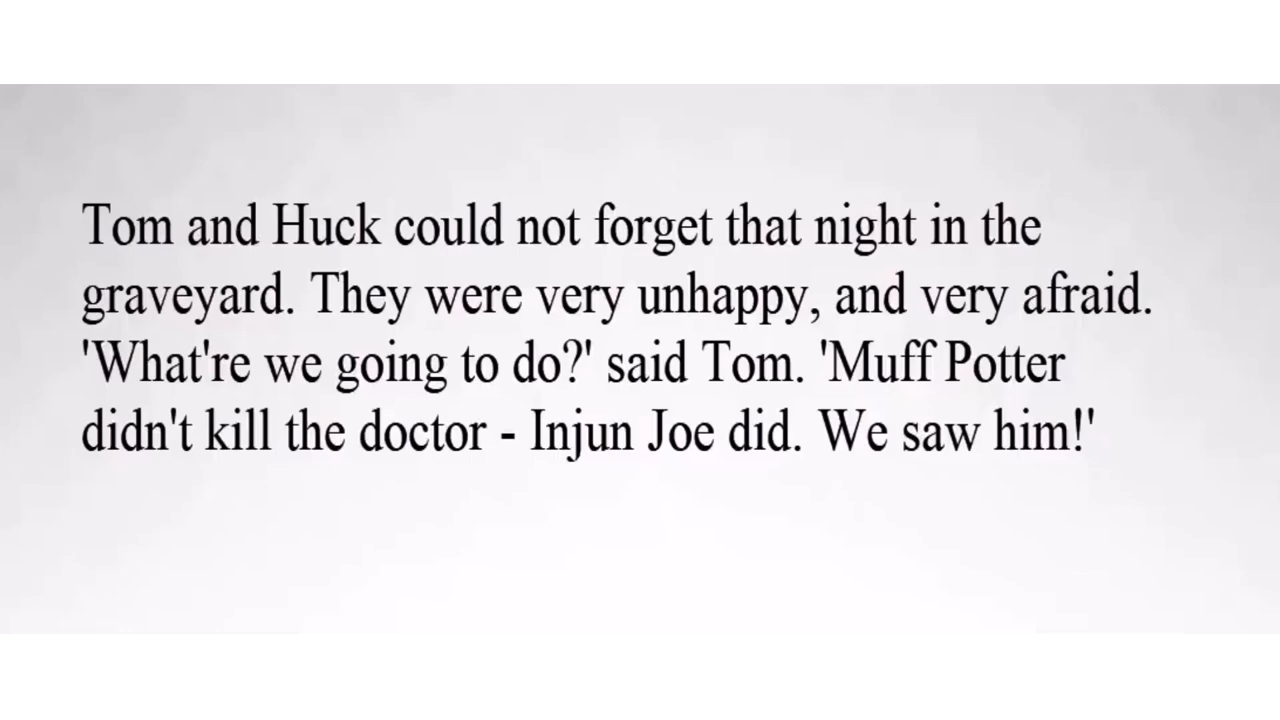 Tom and Huck could not forget that night in the
graveyard. They were very unhappy, and very afraid.
'What're we going to do?' said Tom. 'Muff Potter
didn't kill the doctor - Injun Joe did. We saw him!'